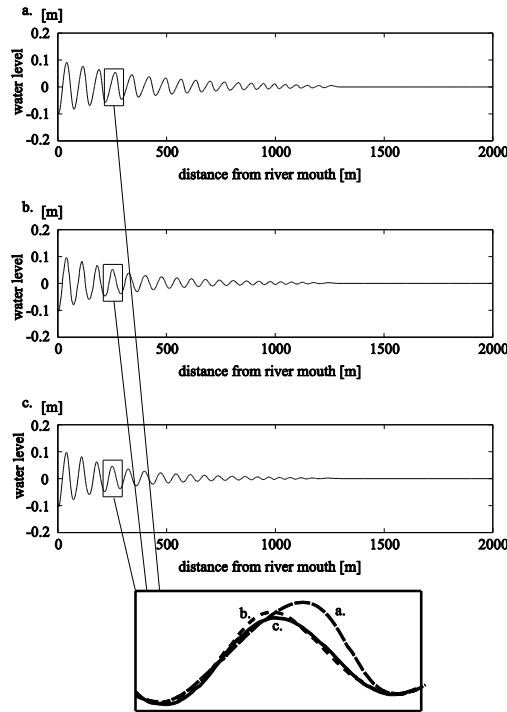 a. [m]
0.2
0.1
0
-0.1
-0.2
water level
0 500 1000 1500 2000
distance from river mouth [m]
b. [m]
0.2
0.1
0
-0.1
0.2
water level
0 500 1000 1500 2000
distance from river mouth [m]
c. [m]
0.2
0.1
0
-0.1
0.2
water level
0 500 1000 1500 2000
distance from river mouth [m]
b.
a.
c.